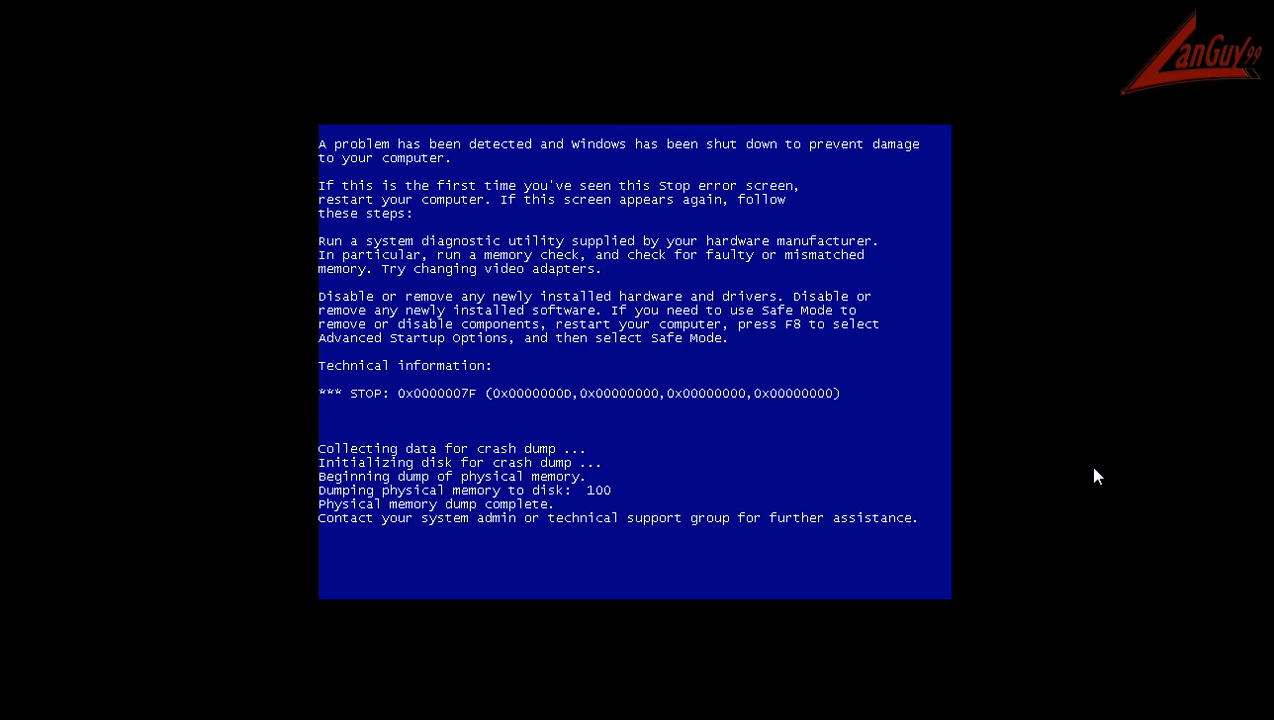 LanGuy99
A problem has been detected and Windows has been shut down to prevent damage
to your computer.
If this is the first time you've seen this Stop error screen,
restart your computer. If this screen appears again, follow
these steps:
Run a system diagnostic utility supplied by your hardware manufacturer.
In particular, run a memory check, and check for faulty or mismatched
memory. Try changing video adapters.
Disable or remove any newly installed hardware and drivers. Disable or
remove any newly installed software. If you need to use Safe Mode to
remove or disable components, restart your computer, press F8 to select
Advanced Startup Options, and then select Safe Mode.
Technical information:
*** STOP: 0x0000007F (0x0000000D,0x00000000,0x00000000,0x00000000)
Collecting data for crash dump ...
Initializing disk for crash dump ...
Beginning dump of physical memory.
Dumping physical memory to disk:  100
Physical memory dump complete.
Contact your system admin or technical support group for further assistance.